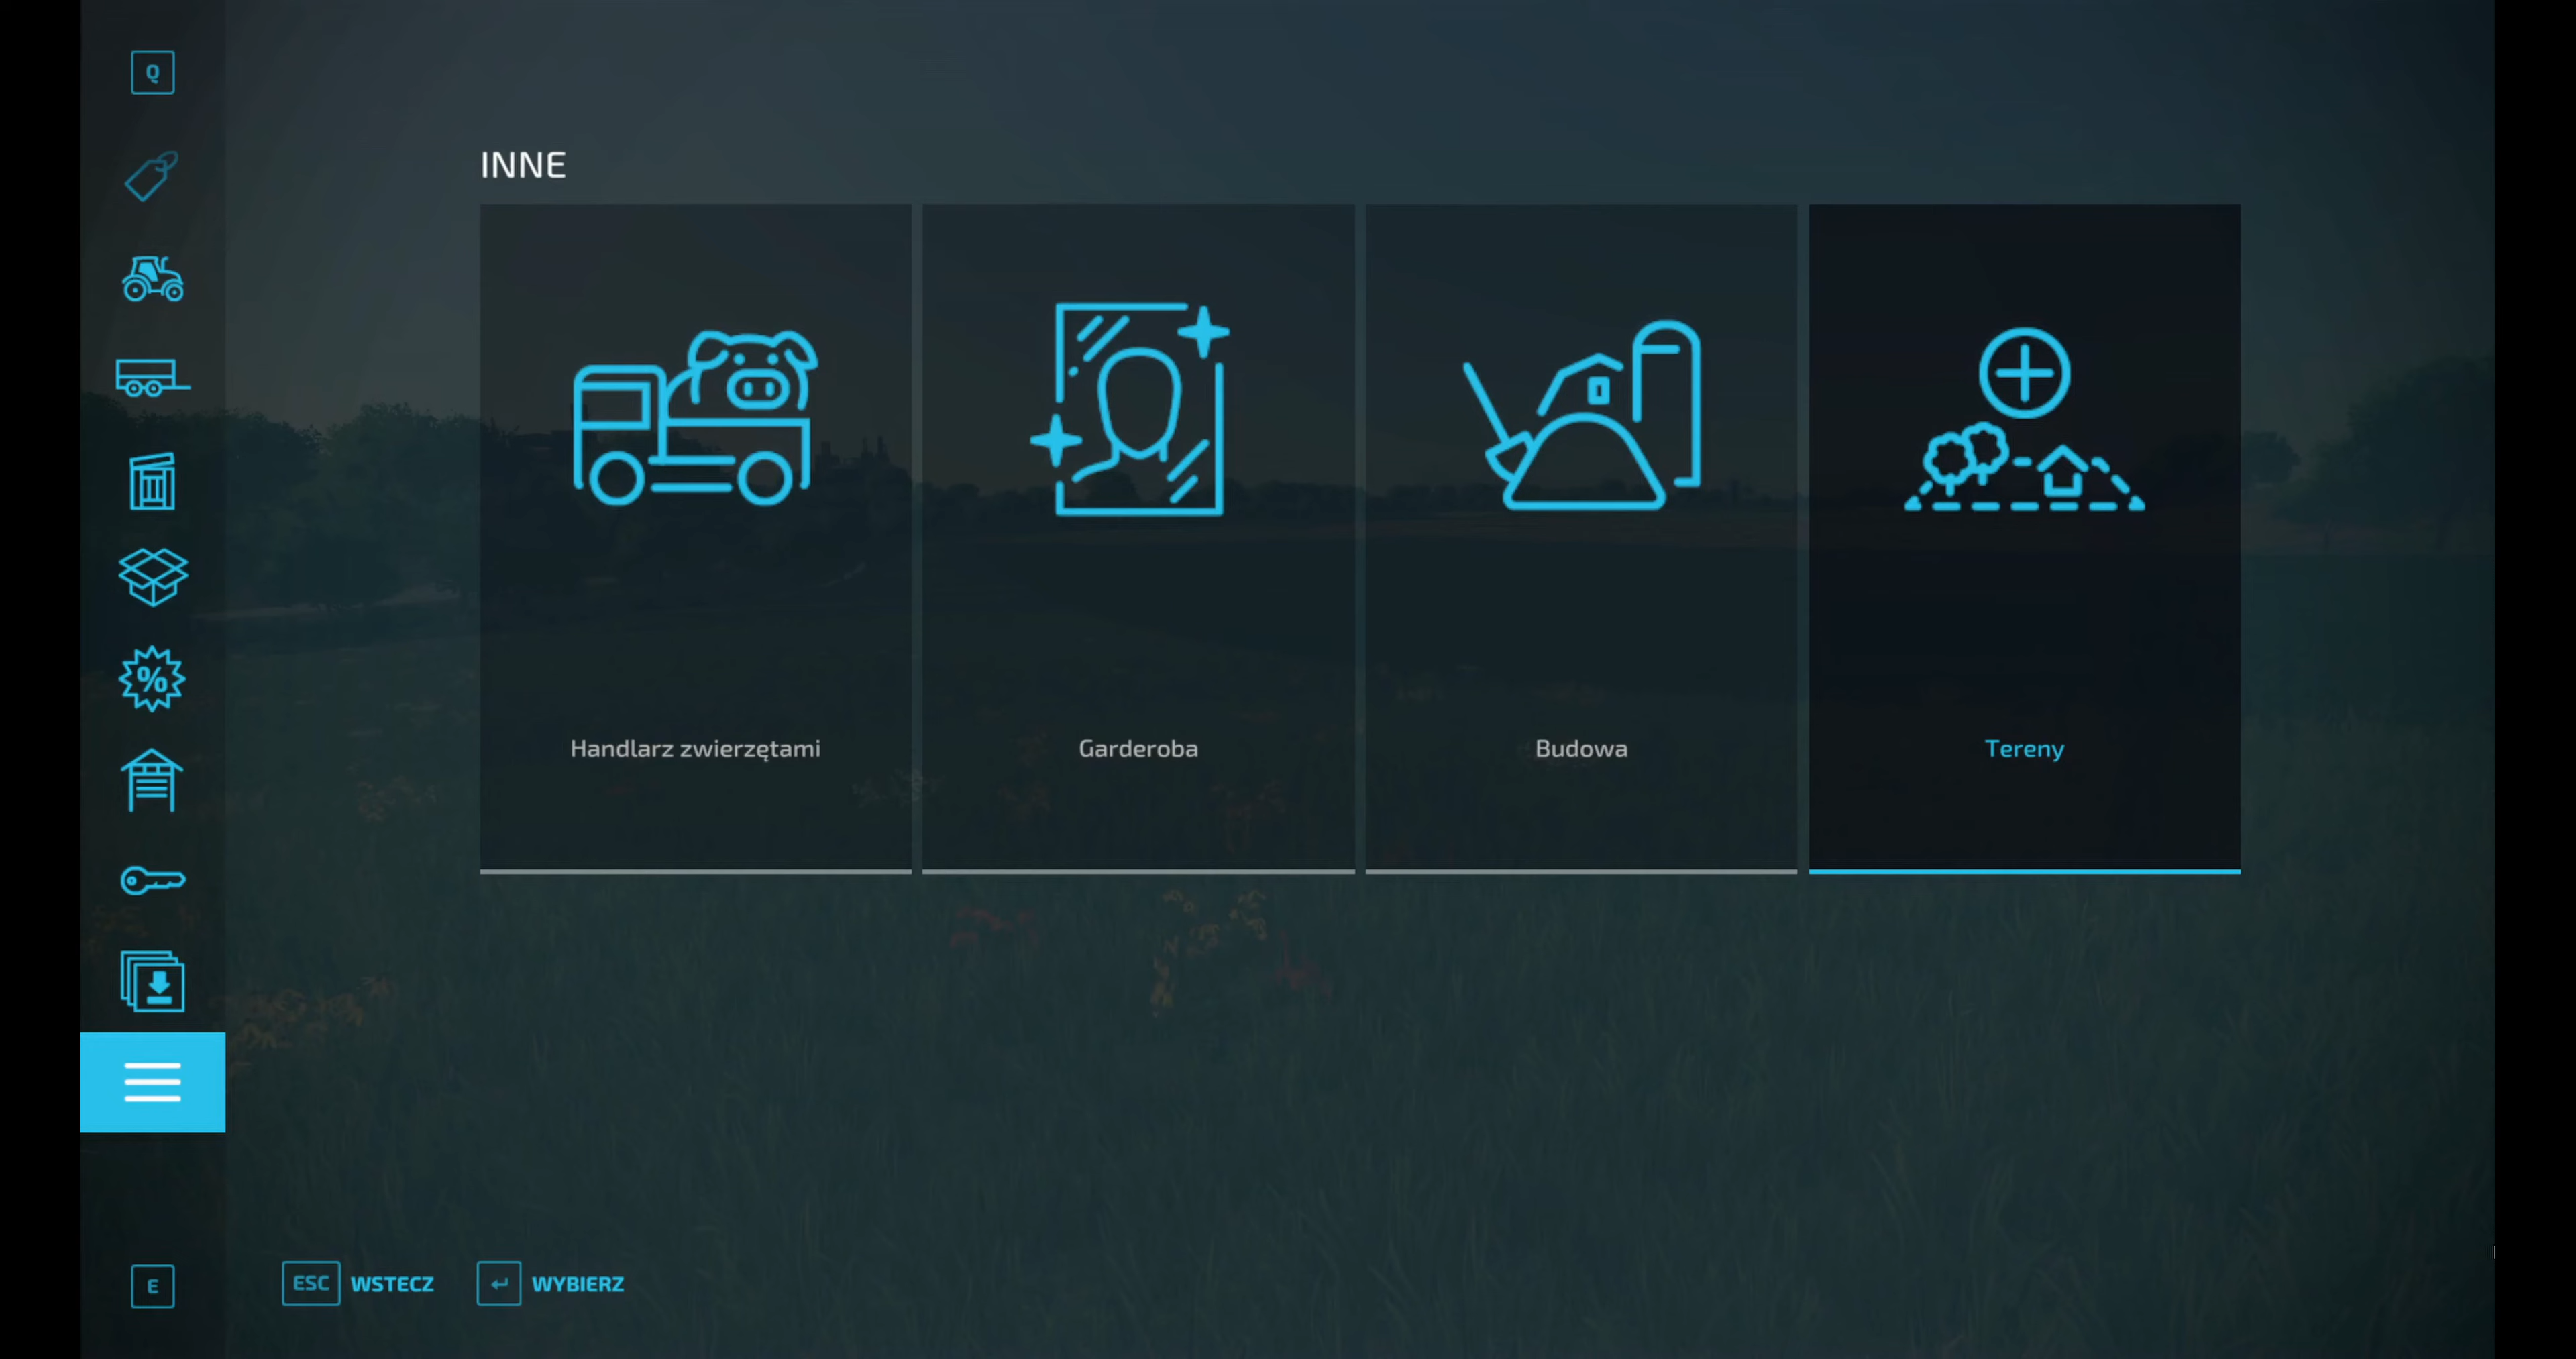 Q
INNE
%
Handlarz zwierzętami
Garderoba
Budowa
Tereny
E
ESC WSTECZ
WYBIERZ